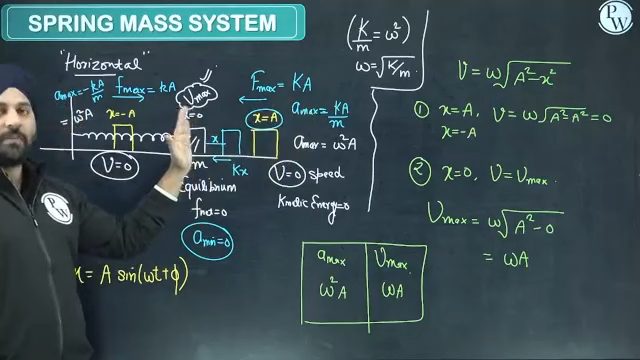 SPRING MASS SYSTEM
"Horizontal"
amax = -kA/m
fmax = kA
Vmax
x=0
= ω²A
x=-A
V=0
m
x
Kx
Fmax = KA
x=A
amax = KA/m
amax = ω²A
V=0 speed
Kinetic Energy=0
Equilibrium
fnet=0
amin=0
= A sin(ωt+φ)
(K/m = ω²)
ω=√K/m
V = ω√A²-x²
① x=A, V = ω√A²-A² = 0
x=-A
② x=0, V=Vmax.
Vmax = ω√A²-0
= ωA
amax Vmax
ω²A ωA
PW
PW